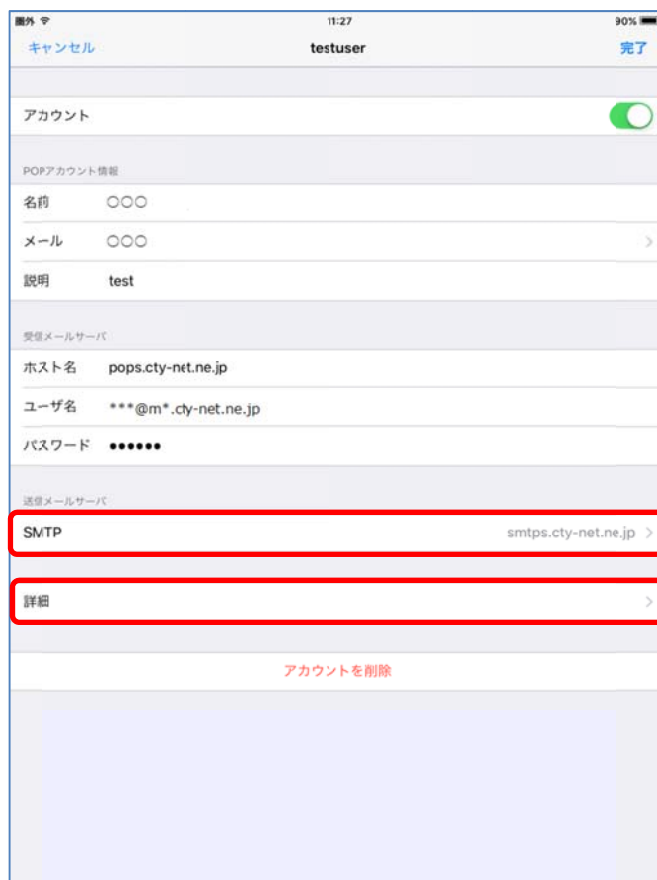 圏外 11:27 90%
キャンセル testuser 完了
アカウント
POPアカウント情報
名前 ○○○
メール ○○○ >
説明 test
受信メールサーバ
ホスト名 pops.cty-net.ne.jp
ユーザ名 ***@m*.cty-net.ne.jp
パスワード ●●●●●●
送信メールサーバ
SMTP smtps.cty-net.ne.jp >
詳細 >
アカウントを削除